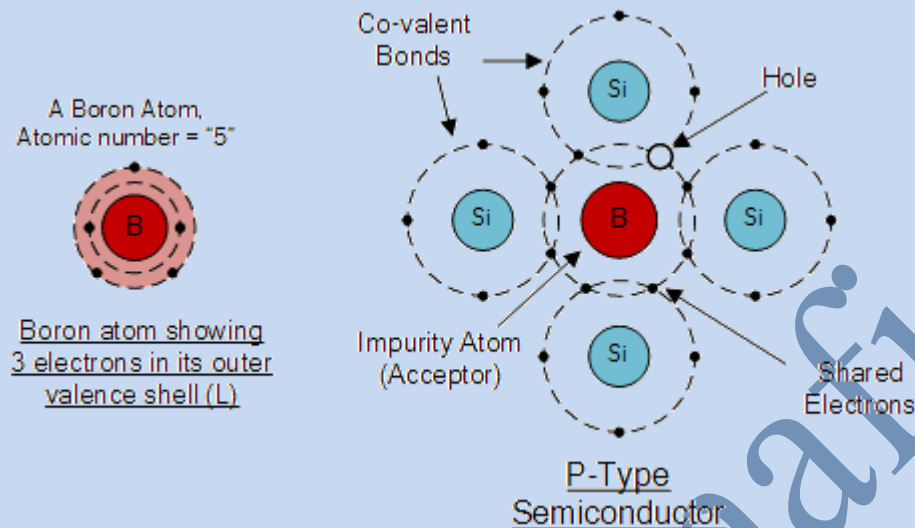 Co-valent
Bonds
Hole
A Boron Atom,
Atomic number = "5"
Si
B
Si
B
Si
Impurity Atom
(Acceptor)
Si
Shared
Electrons
Boron atom showing
3 electrons in its outer
valence shell (L)
P-Type
Semiconductor